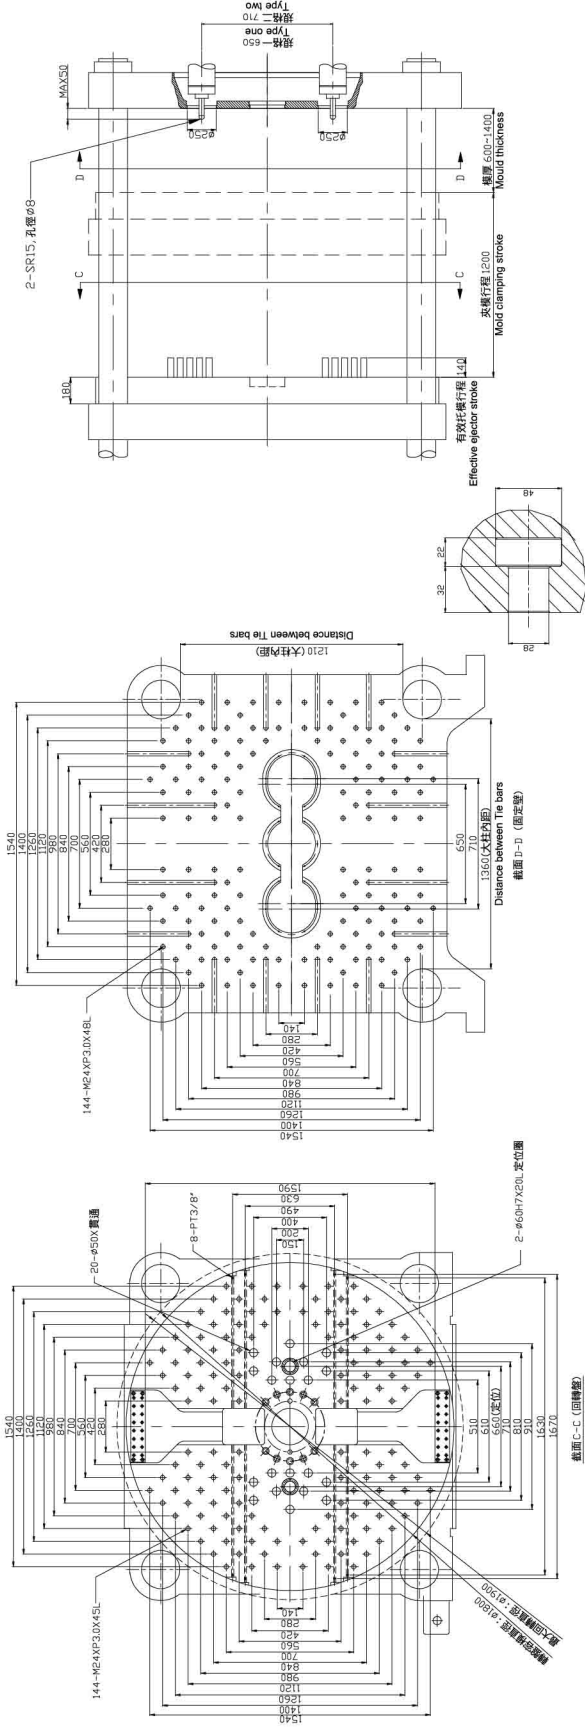 規格二 710
Type two
規格一 650
Type one
MAX50
2-SR15, 孔徑Ø8
Ø250
Ø250
D
D
C
C
模厚 600~1400
Mould thickness
夾模行程 1200
Mold clamping stroke
180
140
有效托模行程
Effective ejector stroke
48
22
32
28
1210 (大柱內距)
Distance between Tie bars
1540
1400
1260
1120
980
840
700
560
420
280
144-M24XP3.0X48L
140
280
420
560
700
840
980
1120
1260
1400
1540
650
710
1360(大柱內距)
Distance between Tie bars
截面 D-D (固定壁)
1590
630
490
400
200
150
20-Ø50X 貫通
8-PT3/8"
2-Ø60H7X20L 定位圈
1540
1400
1260
1120
980
840
700
560
420
280
144-M24XP3.0X45L
140
280
420
560
700
840
980
1120
1260
1400
1540
510
610
660(定位)
710
810
910
1630
1670
截面 C-C (回轉盤)
轉盤容模直徑：Ø1800
最大回轉直徑：Ø1900